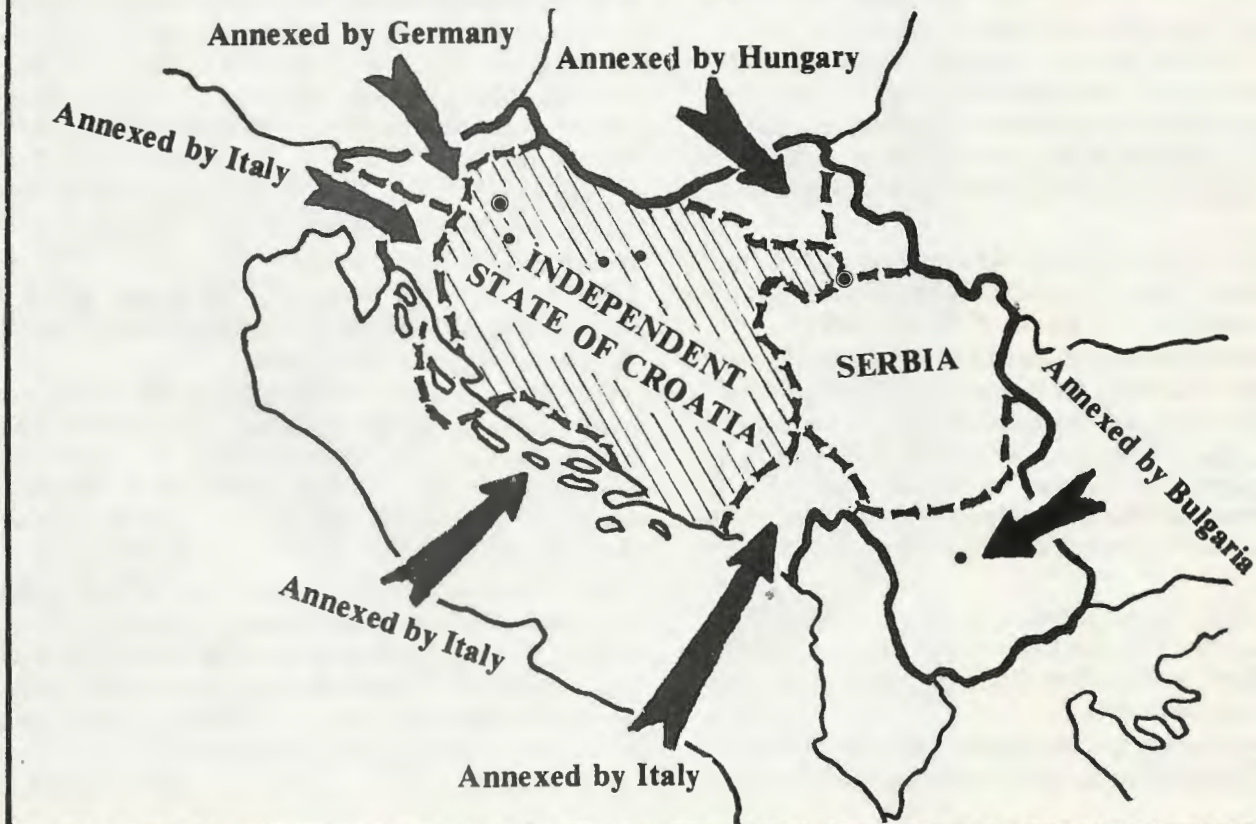 Annexed by Germany
Annexed by Hungary
Annexed by Italy
INDEPENDENT
STATE OF CROATIA
SERBIA
Annexed by Bulgaria
Annexed by Italy
Annexed by Italy